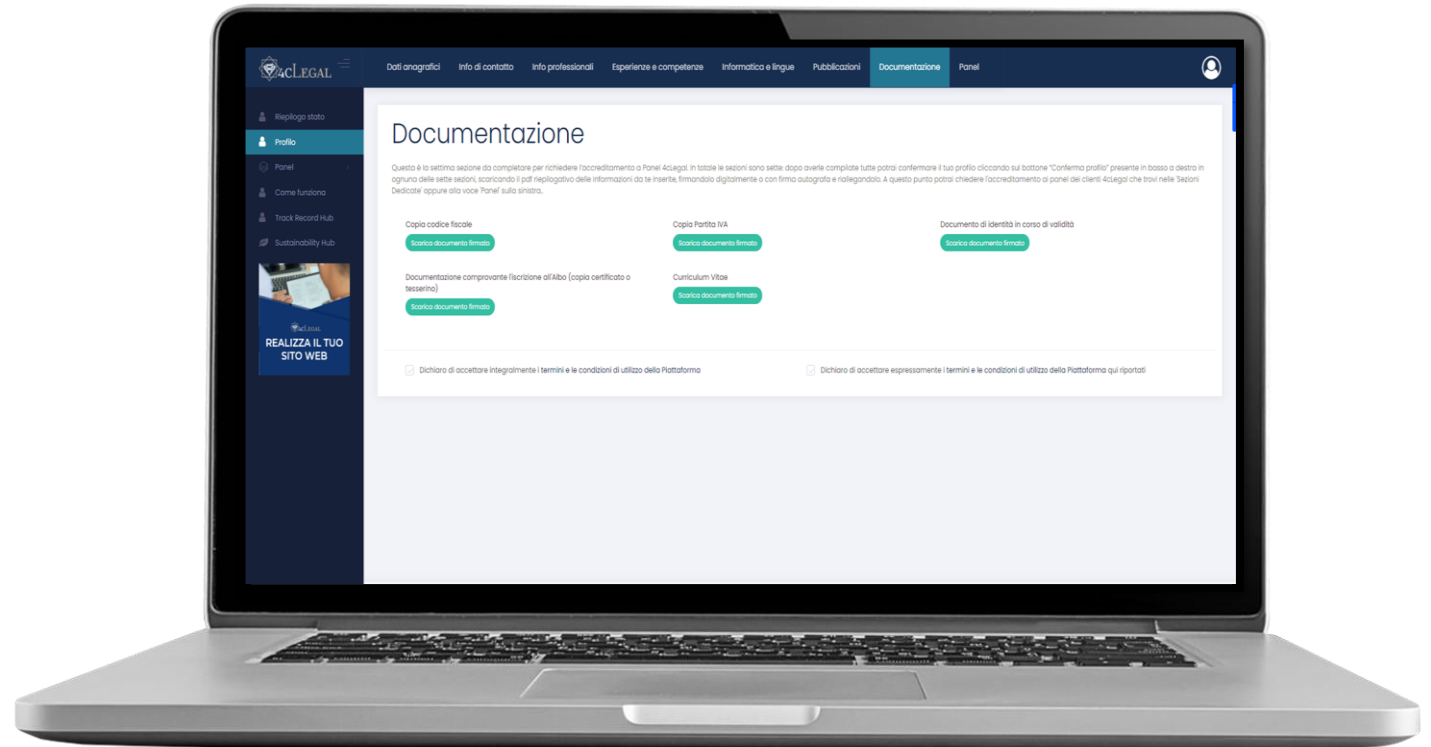 4cLEGAL
Dati anagrafici Info di contatto Info professionali Esperienze e competenze Informatica e lingue Pubblicazioni Documentazione Panel
Riepilogo stato
Profilo
Panel
Come funziona
Track Record Hub
Sustainability Hub
4cLEGAL
REALIZZA IL TUO
SITO WEB
Documentazione
Questa è la settima sezione da completare per richiedere l'accreditamento a Panel 4cLegal. In totale le sezioni sono sette: dopo averle compilate tutte potrai confermare il tuo profilo cliccando sul bottone "Conferma profilo" presente in basso a destra in
ognuna delle sette sezioni, scaricando il pdf riepilogativo delle informazioni da te inserite, firmandolo digitalmente o con firma autografa e riallegandolo. A questo punto potrai chiedere l'accreditamento ai panel dei clienti 4cLegal che trovi nelle 'Sezioni
Dedicate' oppure alla voce 'Panel' sulla sinistra.
Copia codice fiscale
Scarica documento firmato
Copia Partita IVA
Scarica documento firmato
Documento di identità in corso di validità
Scarica documento firmato
Documentazione comprovante l'iscrizione all'Albo (copia certificato o
tesserino)
Scarica documento firmato
Curriculum Vitae
Scarica documento firmato
Dichiaro di accettare integralmente i termini e le condizioni di utilizzo della Piattaforma
Dichiaro di accettare espressamente i termini e le condizioni di utilizzo della Piattaforma qui riportati